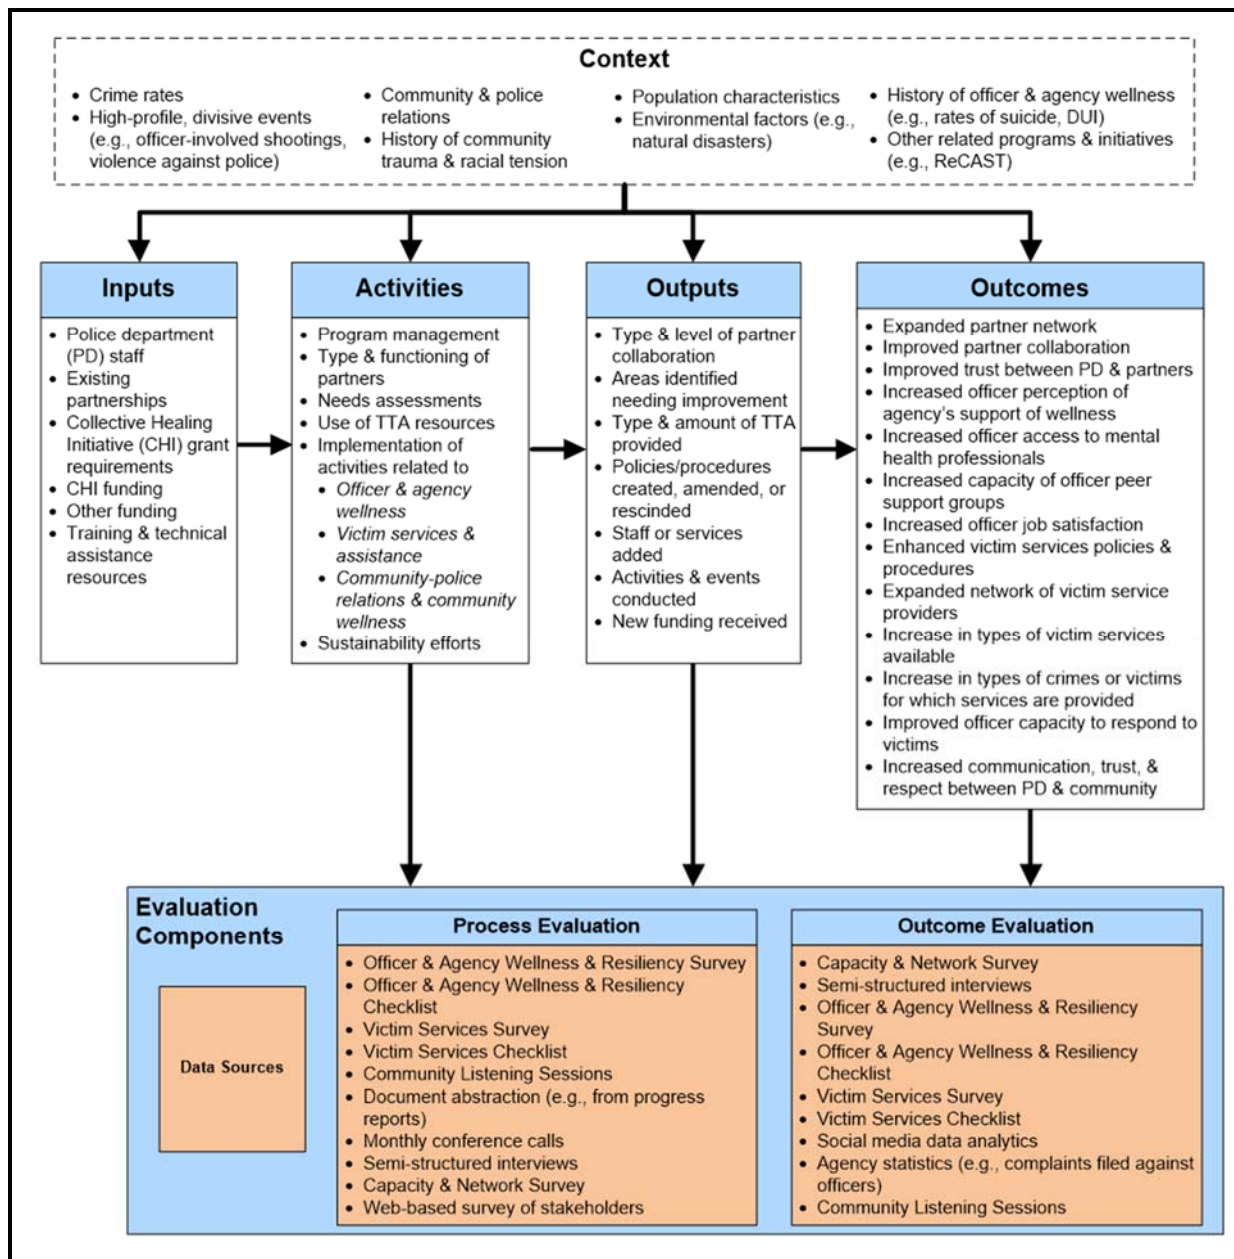 Context
• Crime rates
• High-profile, divisive events
(e.g., officer-involved shootings,
violence against police)
• Community & police
relations
• History of community
trauma & racial tension
• Population characteristics
• Environmental factors (e.g.,
natural disasters)
• History of officer & agency wellness
(e.g., rates of suicide, DUI)
• Other related programs & initiatives
(e.g., ReCAST)
Inputs
• Police department
(PD) staff
• Existing
partnerships
• Collective Healing
Initiative (CHI) grant
requirements
• CHI funding
• Other funding
• Training & technical
assistance
resources
Activities
• Program management
• Type & functioning of
partners
• Needs assessments
• Use of TTA resources
• Implementation of
activities related to
• Officer & agency
wellness
• Victim services &
assistance
• Community-police
relations & community
wellness
• Sustainability efforts
Outputs
• Type & level of partner
collaboration
• Areas identified
needing improvement
• Type & amount of TTA
provided
• Policies/procedures
created, amended, or
rescinded
• Staff or services
added
• Activities & events
conducted
• New funding received
Outcomes
• Expanded partner network
• Improved partner collaboration
• Improved trust between PD & partners
• Increased officer perception of
agency's support of wellness
• Increased officer access to mental
health professionals
• Increased capacity of officer peer
support groups
• Increased officer job satisfaction
• Enhanced victim services policies &
procedures
• Expanded network of victim service
providers
• Increase in types of victim services
available
• Increase in types of crimes or victims
for which services are provided
• Improved officer capacity to respond to
victims
• Increased communication, trust, &
respect between PD & community
Evaluation
Components
Data Sources
Process Evaluation
• Officer & Agency Wellness & Resiliency Survey
• Officer & Agency Wellness & Resiliency
Checklist
• Victim Services Survey
• Victim Services Checklist
• Community Listening Sessions
• Document abstraction (e.g., from progress
reports)
• Monthly conference calls
• Semi-structured interviews
• Capacity & Network Survey
• Web-based survey of stakeholders
Outcome Evaluation
• Capacity & Network Survey
• Semi-structured interviews
• Officer & Agency Wellness & Resiliency
Survey
• Officer & Agency Wellness & Resiliency
Checklist
• Victim Services Survey
• Victim Services Checklist
• Social media data analytics
• Agency statistics (e.g., complaints filed against
officers)
• Community Listening Sessions